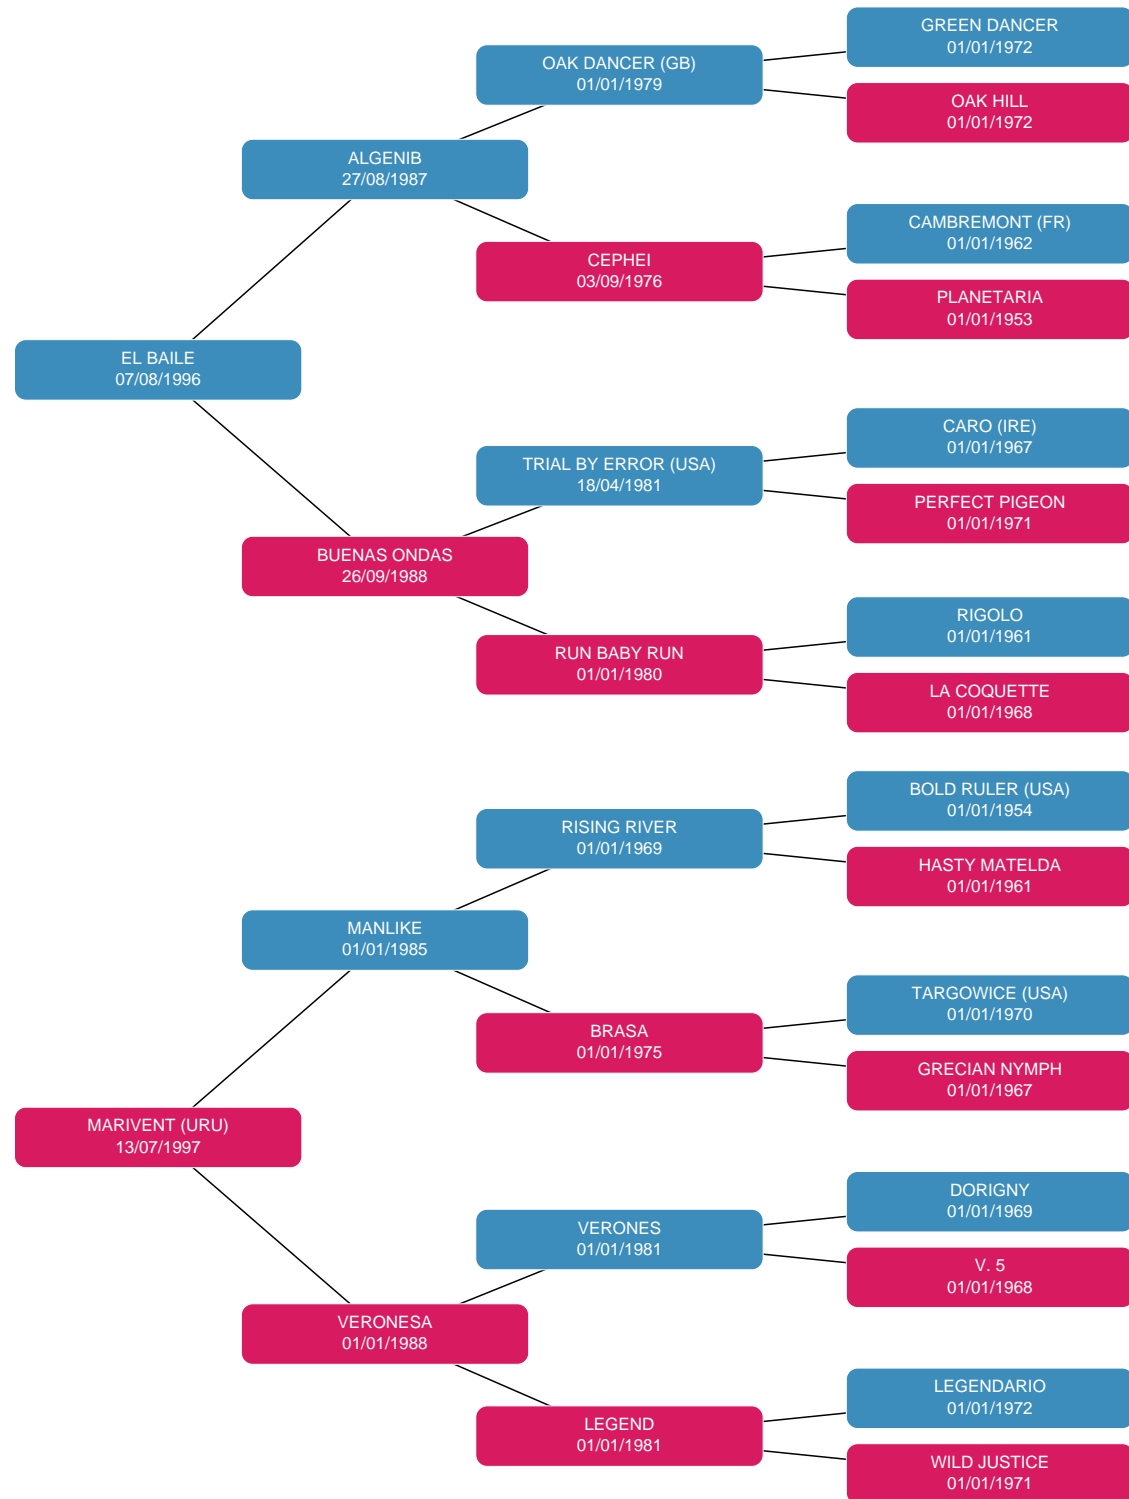 GREEN DANCER
01/01/1972
OAK DANCER (GB)
01/01/1979
OAK HILL
01/01/1972
ALGENIB
27/08/1987
CAMBREMONT (FR)
01/01/1962
CEPHEI
03/09/1976
PLANETARIA
01/01/1953
EL BAILE
07/08/1996
CARO (IRE)
01/01/1967
TRIAL BY ERROR (USA)
18/04/1981
PERFECT PIGEON
01/01/1971
BUENAS ONDAS
26/09/1988
RIGOLO
01/01/1961
RUN BABY RUN
01/01/1980
LA COQUETTE
01/01/1968
BOLD RULER (USA)
01/01/1954
RISING RIVER
01/01/1969
HASTY MATELDA
01/01/1961
MANLIKE
01/01/1985
TARGOWICE (USA)
01/01/1970
BRASA
01/01/1975
GRECIAN NYMPH
01/01/1967
MARIVENT (URU)
13/07/1997
DORIGNY
01/01/1969
VERONES
01/01/1981
V. 5
01/01/1968
VERONESA
01/01/1988
LEGENDARIO
01/01/1972
LEGEND
01/01/1981
WILD JUSTICE
01/01/1971